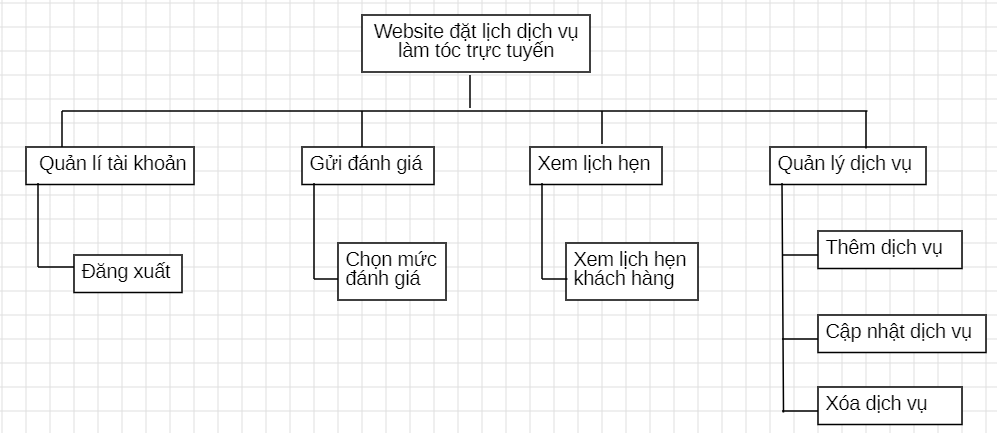 Website đặt lịch dịch vụ
làm tóc trực tuyến
Quản lí tài khoản
Gửi đánh giá
Xem lịch hẹn
Quản lý dịch vụ
Đăng xuất
Chọn mức
đánh giá
Xem lịch hẹn
khách hàng
Thêm dịch vụ
Cập nhật dịch vụ
Xóa dịch vụ